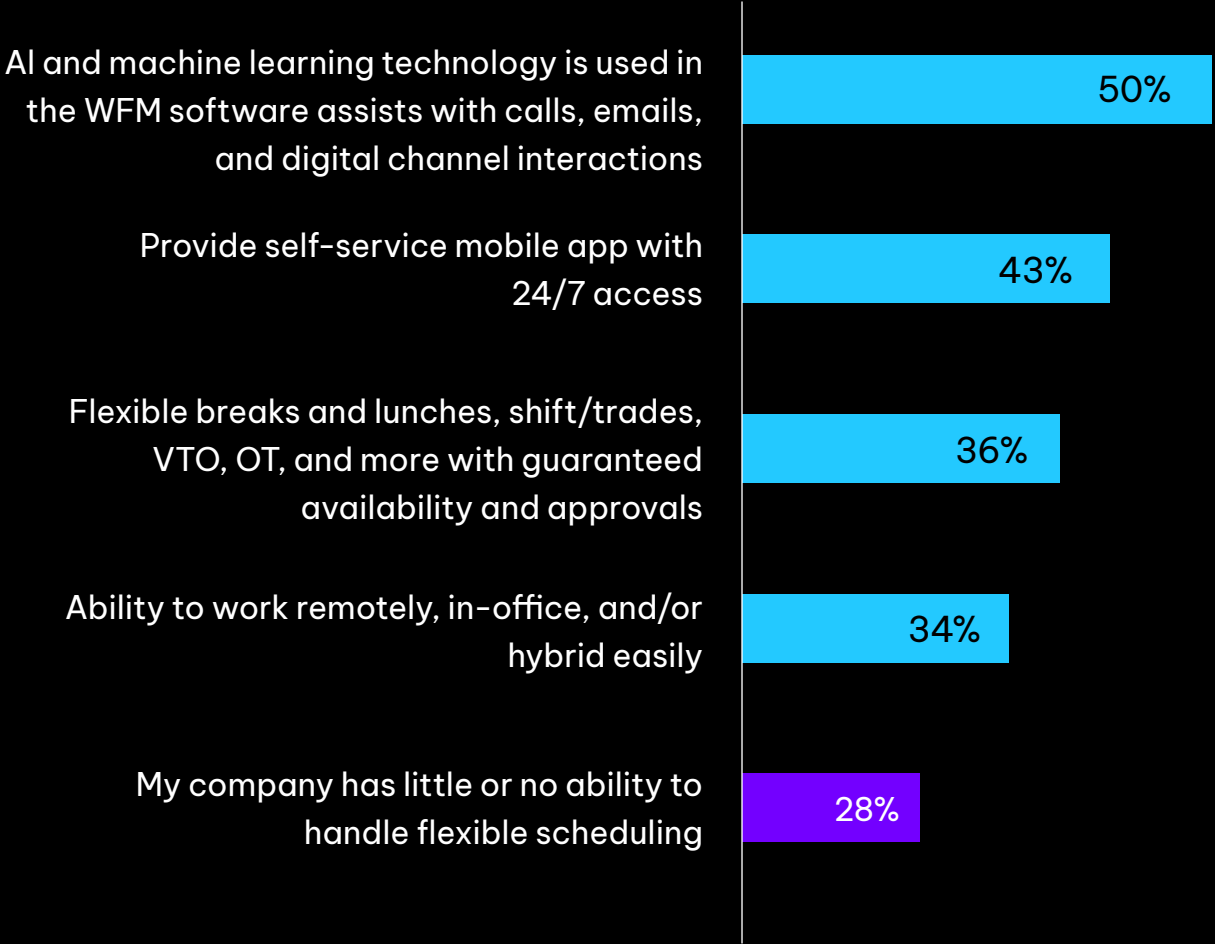 AI and machine learning technology is used in
the WFM software assists with calls, emails,
and digital channel interactions
50%
Provide self-service mobile app with
24/7 access
43%
Flexible breaks and lunches, shift/trades,
VTO, OT, and more with guaranteed
availability and approvals
36%
Ability to work remotely, in-office, and/or
hybrid easily
34%
My company has little or no ability to
handle flexible scheduling
28%